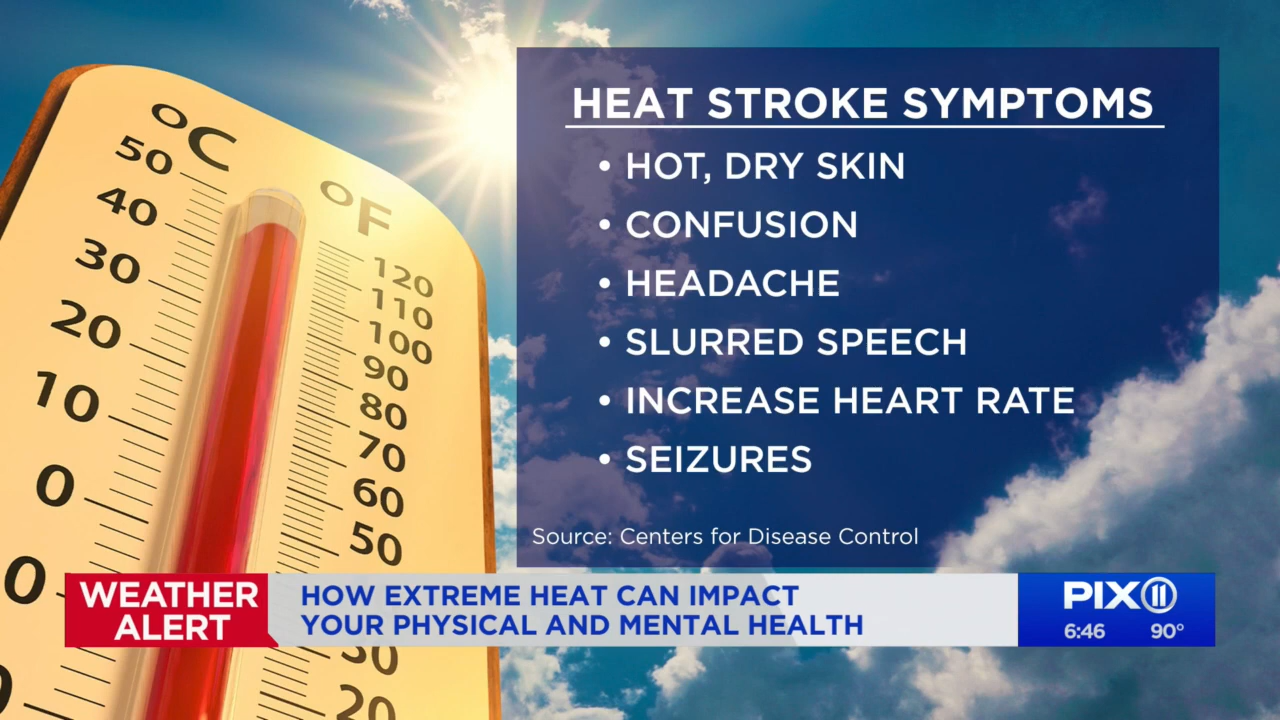 °C
50
40
30
20
10
0
°F
120
110
100
90
80
70
60
50
20
HEAT STROKE SYMPTOMS
• HOT, DRY SKIN
• CONFUSION
• HEADACHE
• SLURRED SPEECH
• INCREASE HEART RATE
• SEIZURES
Source: Centers for Disease Control
WEATHER
ALERT
HOW EXTREME HEAT CAN IMPACT
YOUR PHYSICAL AND MENTAL HEALTH
PIX11
6:46 90°